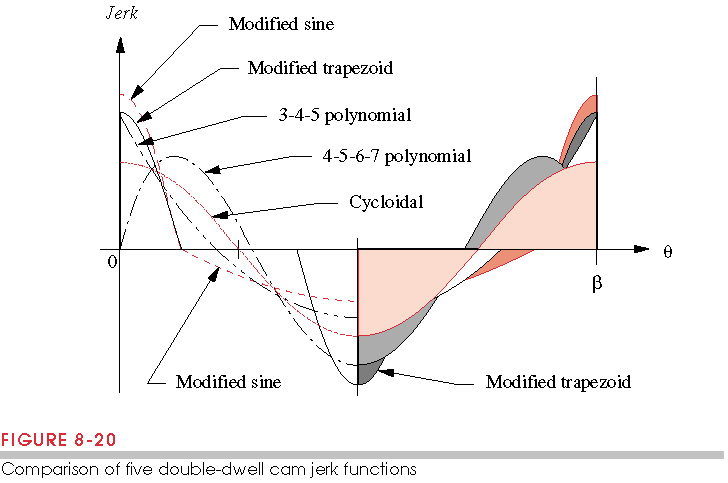 Jerk
Modified sine
Modified trapezoid
3-4-5 polynomial
4-5-6-7 polynomial
Cycloidal
0
θ
β
Modified sine
Modified trapezoid
FIGURE 8-20
Comparison of five double-dwell cam jerk functions